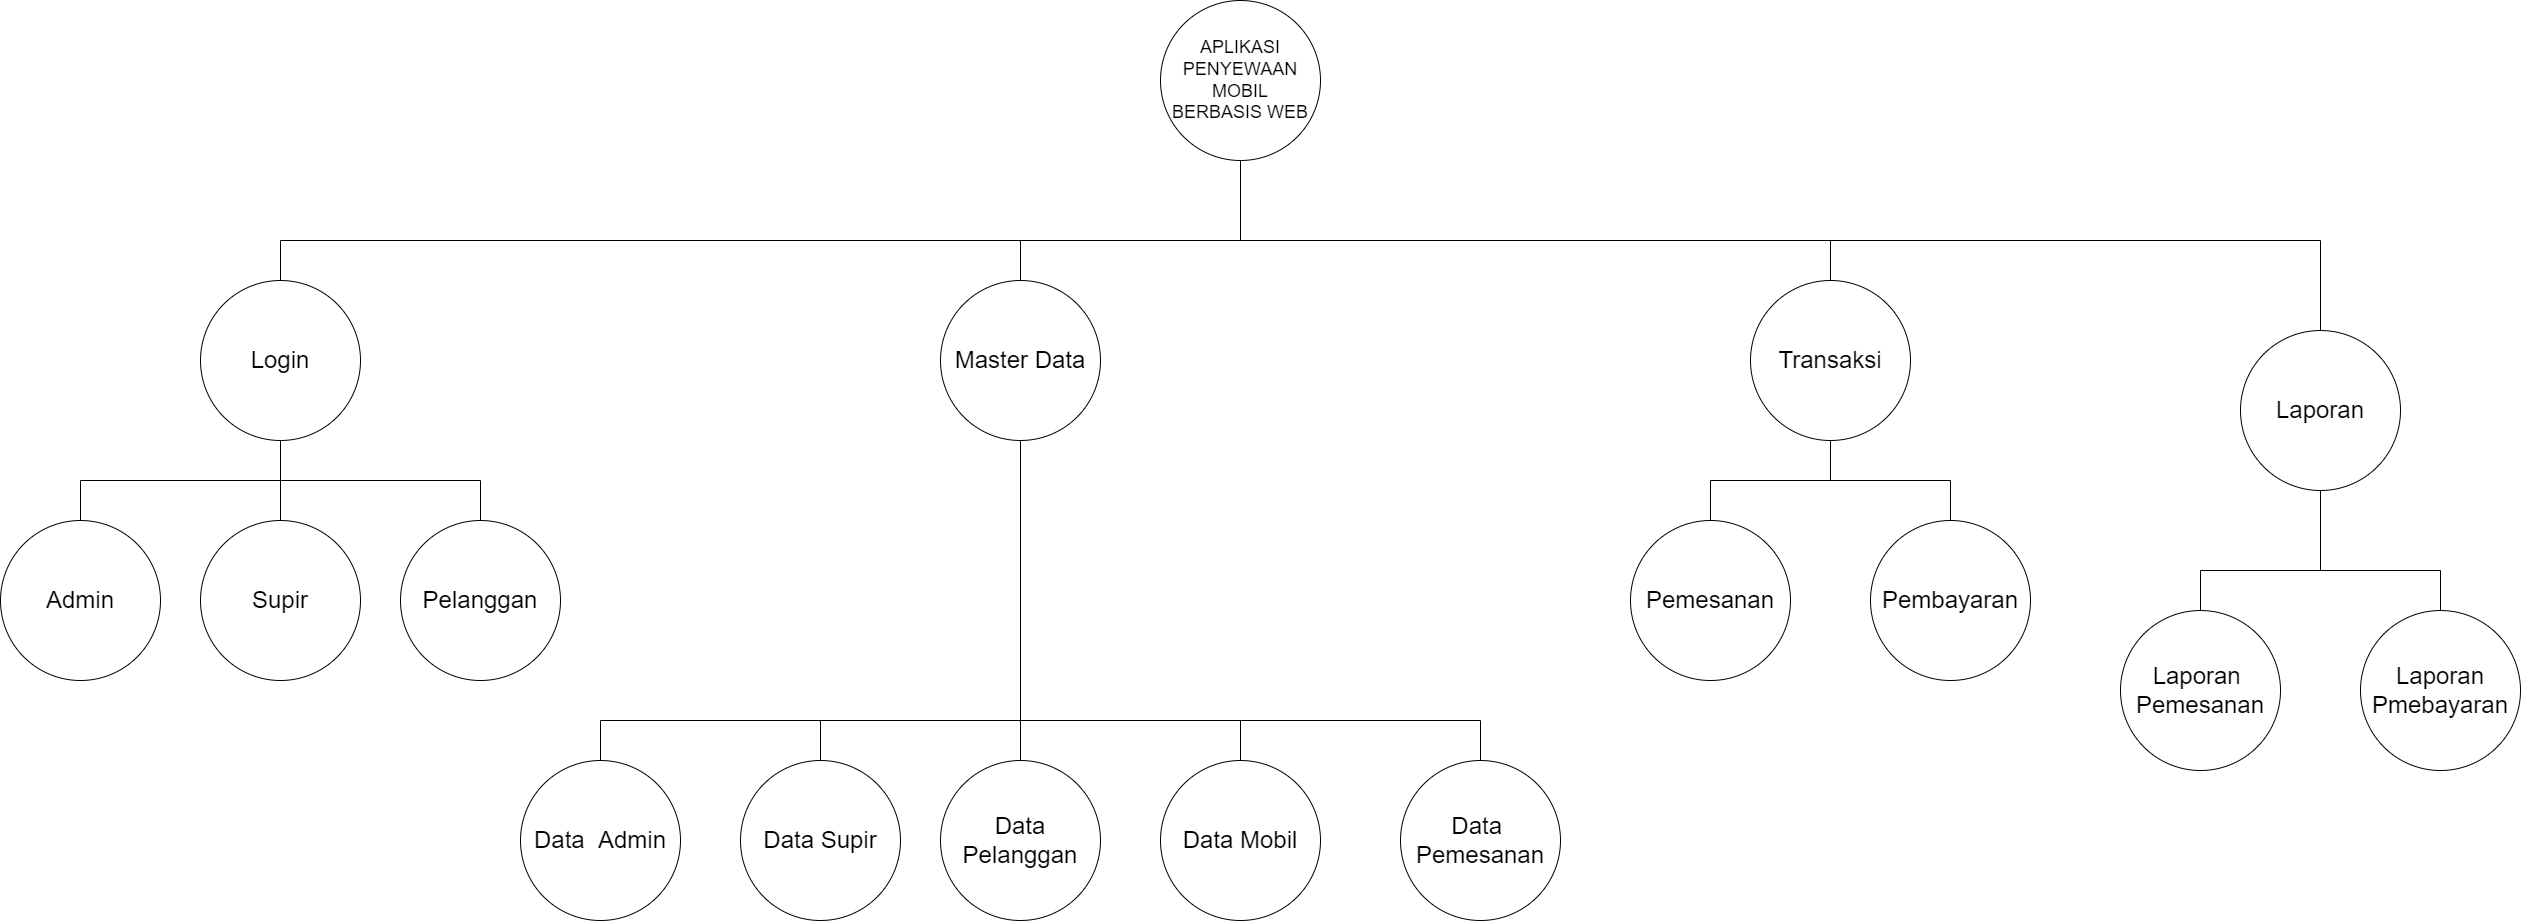 APLIKASI
PENYEWAAN
MOBIL
BERBASIS WEB
Login
Master Data
Transaksi
Laporan
Admin
Supir
Pelanggan
Pemesanan
Pembayaran
Laporan
Pemesanan
Laporan
Pmebayaran
Data  Admin
Data Supir
Data
Pelanggan
Data Mobil
Data
Pemesanan